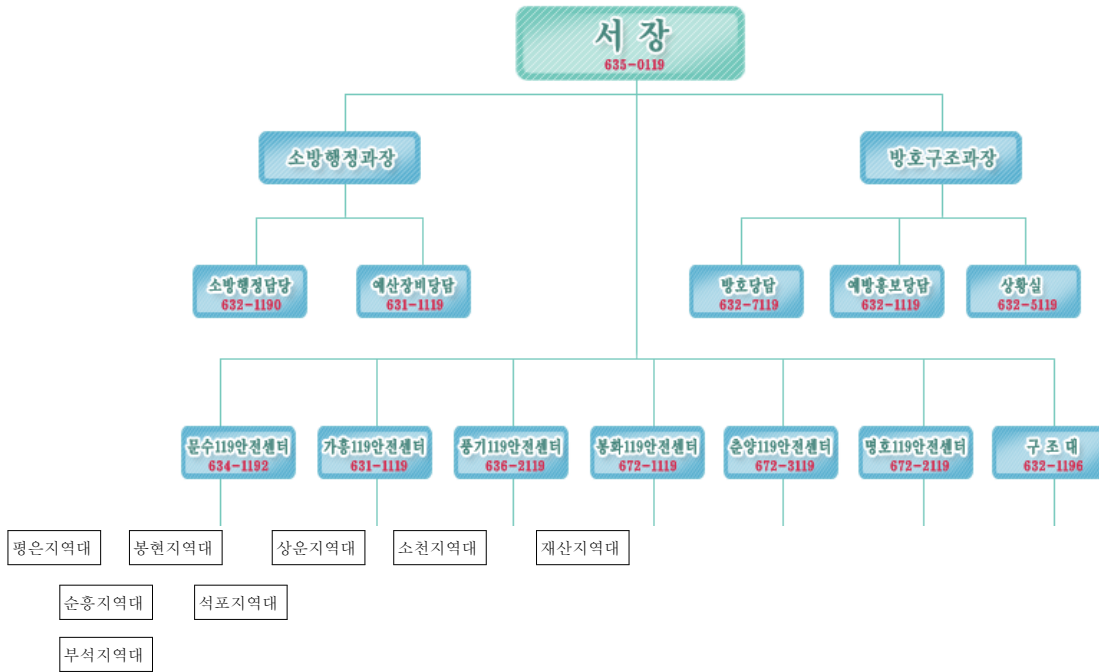 서 장
635-0119
소방행정과장
방호구조과장
소방행정담당
632-1190
예산장비담당
631-1119
방호당담
632-7119
예방홍보담당
632-1119
상황실
632-5119
문수119안전센터
634-1192
가흥119안전센터
631-1119
풍기119안전센터
636-2119
봉화119안전센터
672-1119
춘양119안전센터
672-3119
명호119안전센터
672-2119
구 조 대
632-1196
평은지역대
봉현지역대
상운지역대
소천지역대
재산지역대
순흥지역대
석포지역대
부석지역대